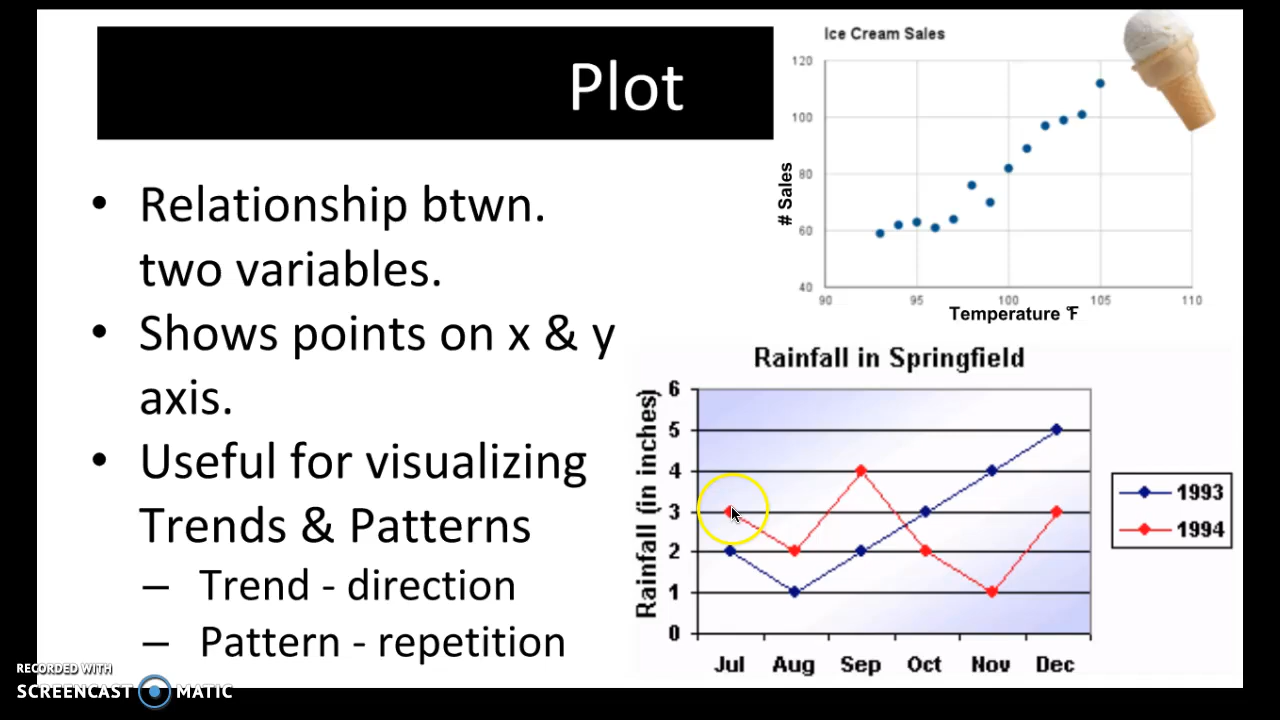 Plot
• Relationship btwn.
two variables.
• Shows points on x & y
axis.
• Useful for visualizing
Trends & Patterns
– Trend - direction
– Pattern - repetition
Ice Cream Sales
# Sales
120
100
80
60
40
90 95 100 105 110
Temperature °F
Rainfall in Springfield
Rainfall (in inches)
6
5
4
3
2
1
0
Jul Aug Sep Oct Nov Dec
1993
1994
RECORDED WITH
SCREENCAST MATIC